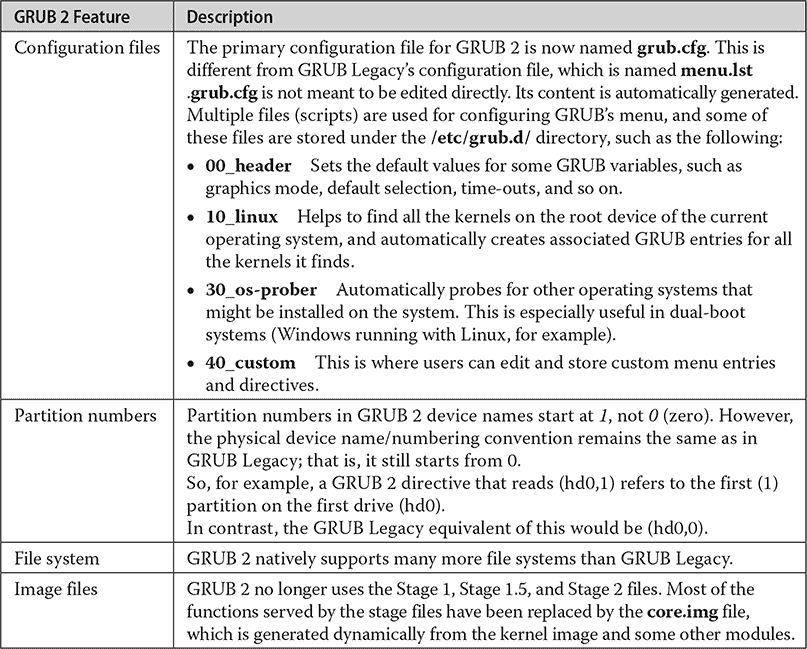 GRUB 2 Feature
Description
Configuration files
The primary configuration file for GRUB 2 is now named grub.cfg. This is
different from GRUB Legacy’s configuration file, which is named menu.lst
.grub.cfg is not meant to be edited directly. Its content is automatically generated.
Multiple files (scripts) are used for configuring GRUB’s menu, and some of
these files are stored under the /etc/grub.d/ directory, such as the following:
• 00_header Sets the default values for some GRUB variables, such as
graphics mode, default selection, time-outs, and so on.
• 10_linux Helps to find all the kernels on the root device of the current
operating system, and automatically creates associated GRUB entries for all
the kernels it finds.
• 30_os-prober Automatically probes for other operating systems that
might be installed on the system. This is especially useful in dual-boot
systems (Windows running with Linux, for example).
• 40_custom This is where users can edit and store custom menu entries
and directives.
Partition numbers
Partition numbers in GRUB 2 device names start at 1, not 0 (zero). However,
the physical device name/numbering convention remains the same as in
GRUB Legacy; that is, it still starts from 0.
So, for example, a GRUB 2 directive that reads (hd0,1) refers to the first (1)
partition on the first drive (hd0).
In contrast, the GRUB Legacy equivalent of this would be (hd0,0).
File system
GRUB 2 natively supports many more file systems than GRUB Legacy.
Image files
GRUB 2 no longer uses the Stage 1, Stage 1.5, and Stage 2 files. Most of the
functions served by the stage files have been replaced by the core.img file,
which is generated dynamically from the kernel image and some other modules.